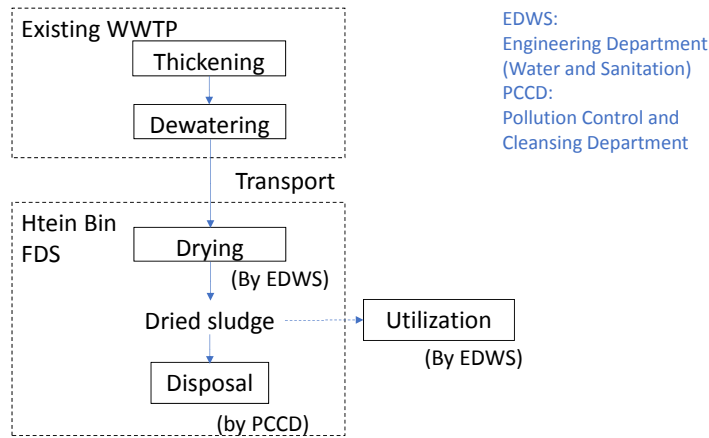 Existing WWTP
Thickening
Dewatering
Transport
Htein Bin
FDS
Drying
(By EDWS)
Dried sludge
Utilization
(By EDWS)
Disposal
(by PCCD)
EDWS:
Engineering Department
(Water and Sanitation)
PCCD:
Pollution Control and
Cleansing Department